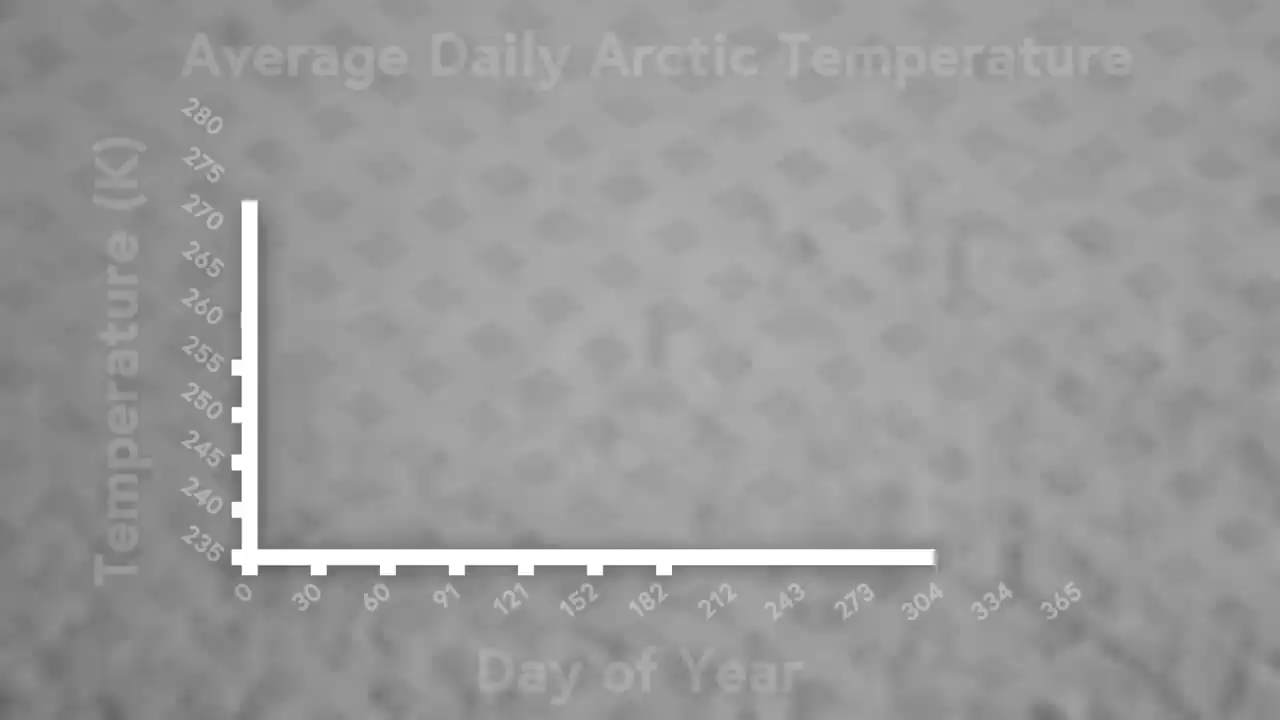 Average Daily Arctic Temperature
Temperature (K)
280
275
270
265
260
255
250
245
240
235
0 30 60 91 121 152 182 212 243 273 304 334 365
Day of Year